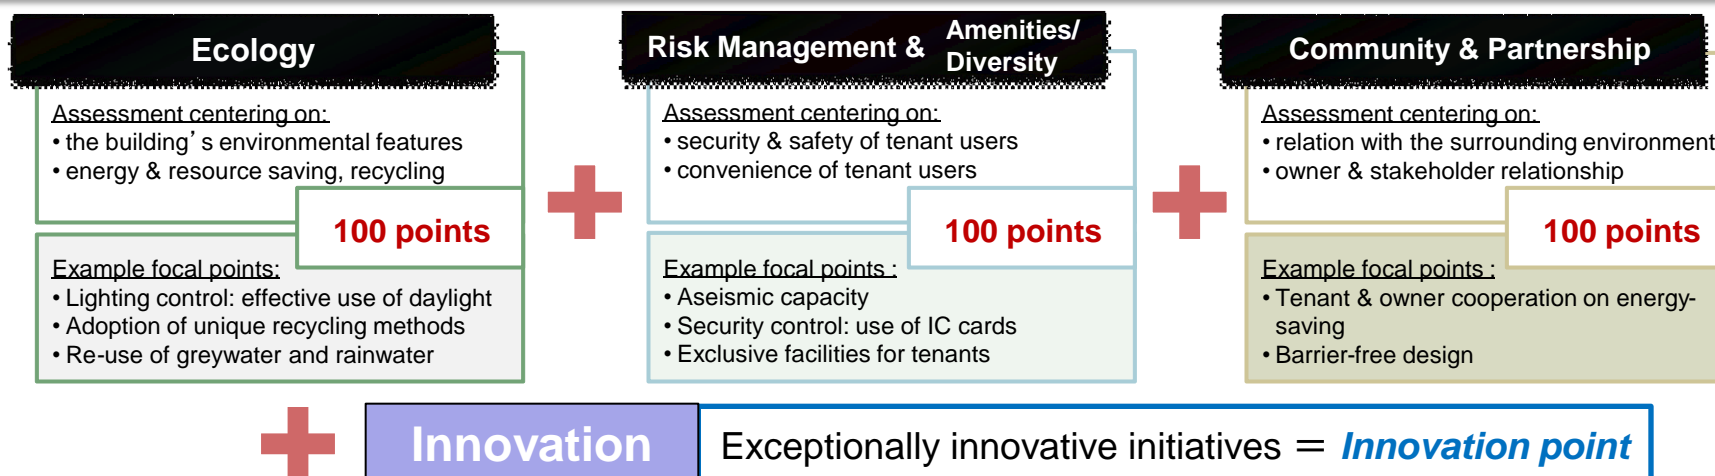 Ecology
Assessment centering on:
• the building’s environmental features
• energy & resource saving, recycling
100 points
Example focal points:
• Lighting control: effective use of daylight
• Adoption of unique recycling methods
• Re-use of greywater and rainwater
Risk Management & Amenities/
Diversity
Assessment centering on:
• security & safety of tenant users
• convenience of tenant users
100 points
Example focal points :
• Aseismic capacity
• Security control: use of IC cards
• Exclusive facilities for tenants
Community & Partnership
Assessment centering on:
• relation with the surrounding environment
• owner & stakeholder relationship
100 points
Example focal points :
• Tenant & owner cooperation on energy-
saving
• Barrier-free design
Innovation
Exceptionally innovative initiatives = Innovation point